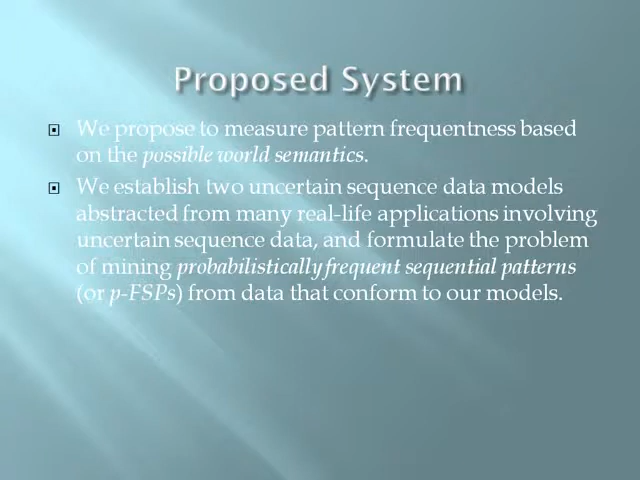 Proposed System
We propose to measure pattern frequentness based
on the possible world semantics.
We establish two uncertain sequence data models
abstracted from many real-life applications involving
uncertain sequence data, and formulate the problem
of mining probabilistically frequent sequential patterns
(or p-FSPs) from data that conform to our models.